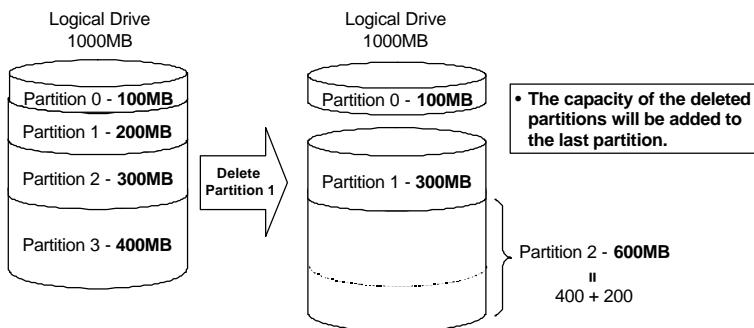 Logical Drive
1000MB
Partition 0 - 100MB
Partition 1 - 200MB
Partition 2 - 300MB
Partition 3 - 400MB
Delete
Partition 1
Logical Drive
1000MB
Partition 0 - 100MB
Partition 1 - 300MB
Partition 2 - 600MB
=
400 + 200
• The capacity of the deleted
partitions will be added to
the last partition.